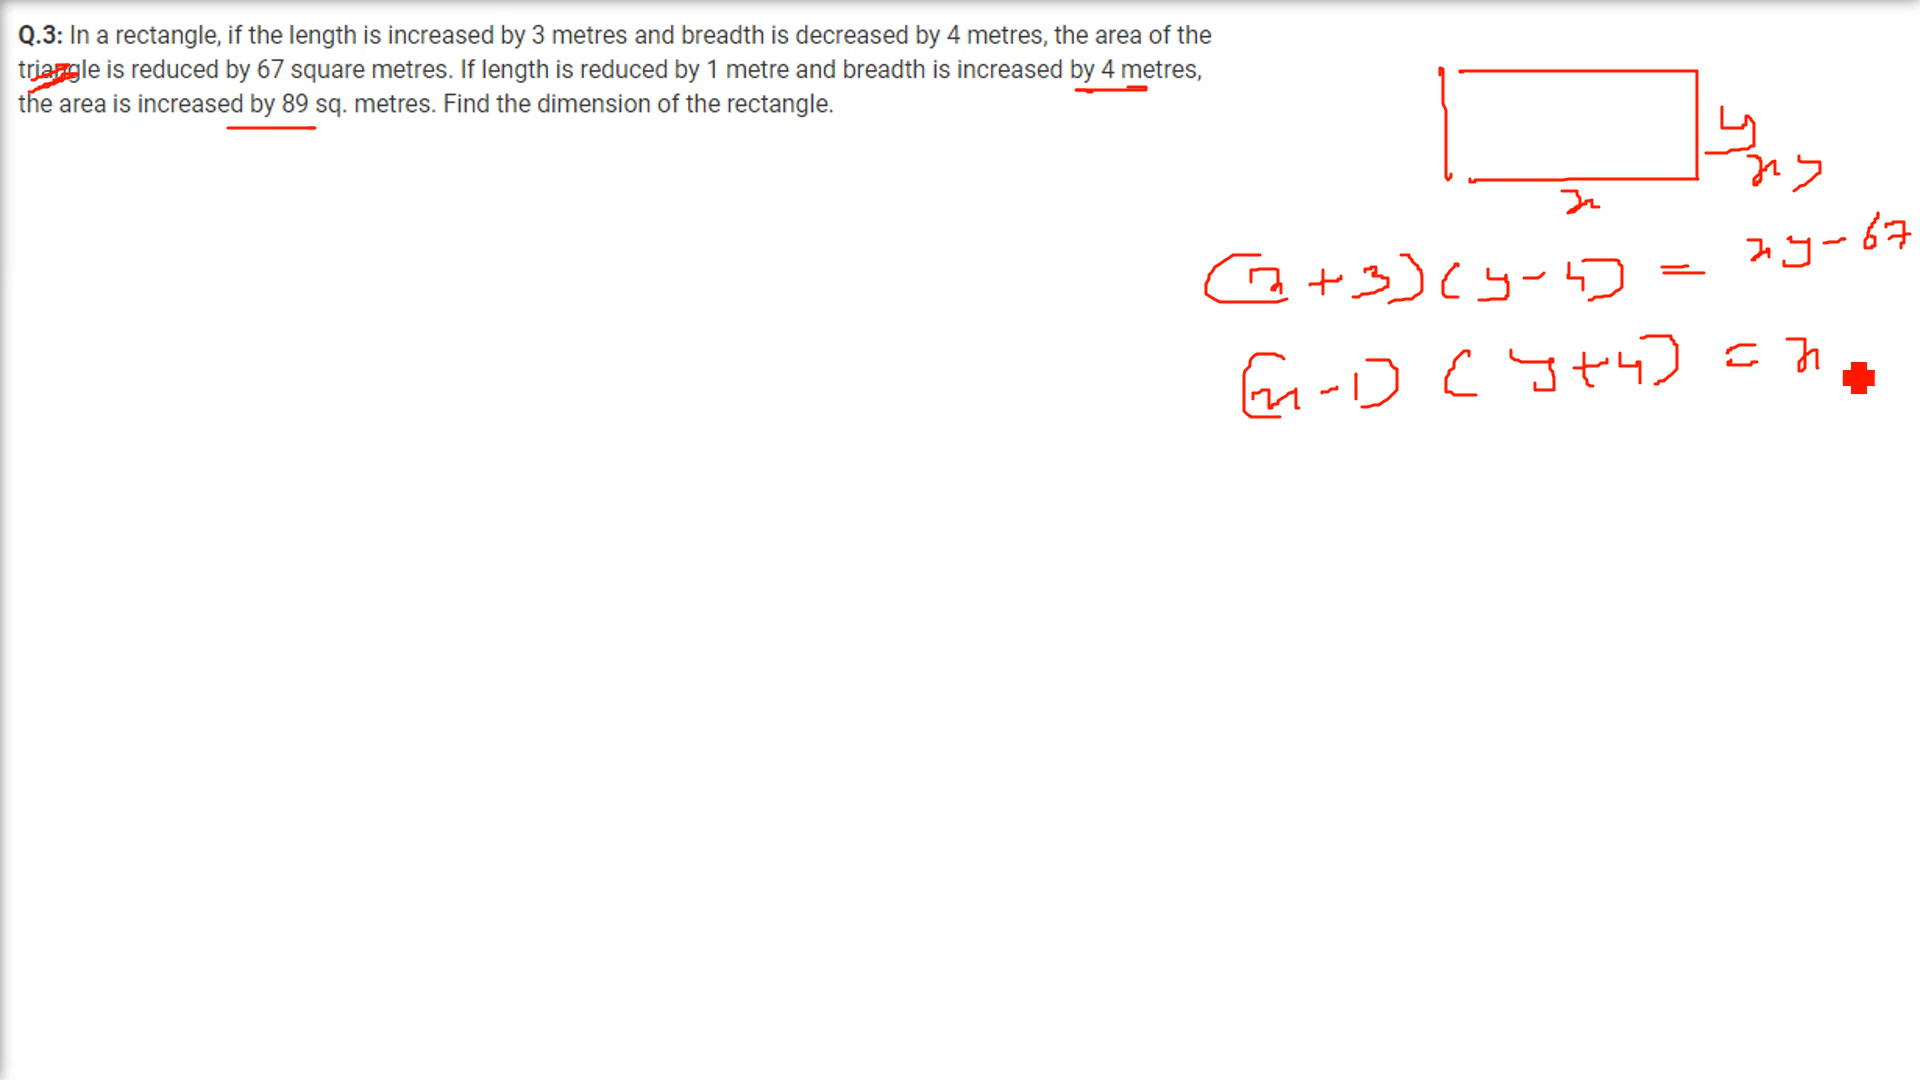 Q.3: In a rectangle, if the length is increased by 3 metres and breadth is decreased by 4 metres, the area of the
triangle is reduced by 67 square metres. If length is reduced by 1 metre and breadth is increased by 4 metres,
the area is increased by 89 sq. metres. Find the dimension of the rectangle.
y
xy
x
(x+3)(y-4) = xy-67
(x-1)(y+4) = x